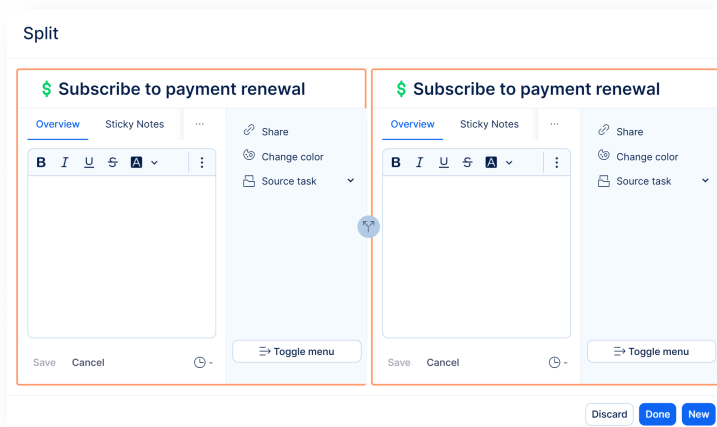 Split
$ Subscribe to payment renewal
Overview Sticky Notes ...
Share
Change color
Source task
B I U S A
Save Cancel -
Toggle menu
$ Subscribe to payment renewal
Overview Sticky Notes ...
Share
Change color
Source task
B I U S A
Save Cancel -
Toggle menu
Discard Done New